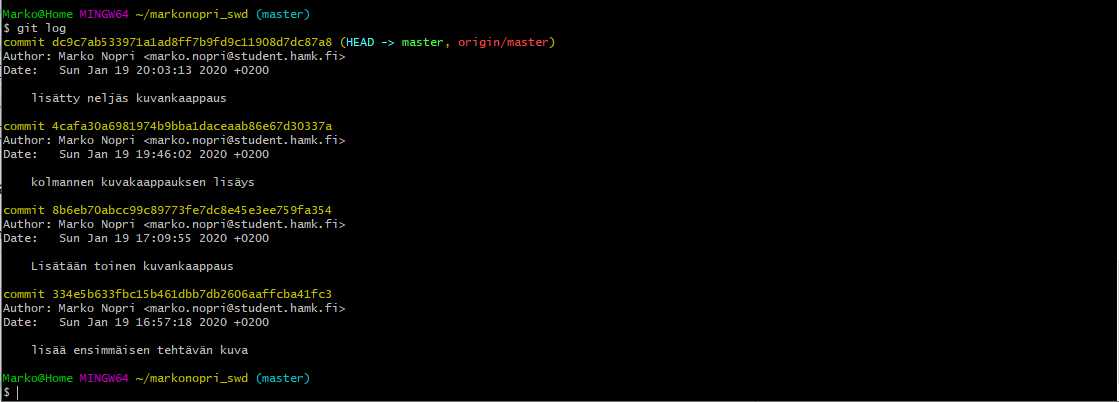 Marko@Home MINGW64 ~/markonopri_swd (master)
$ git log
commit dc9c7ab533971a1ad8ff7b9fd9c11908d7dc87a8 (HEAD -> master, origin/master)
Author: Marko Nopri <marko.nopri@student.hamk.fi>
Date:   Sun Jan 19 20:03:13 2020 +0200
    lisätty neljäs kuvankaappaus
commit 4cafa30a6981974b9bba1daceaab86e67d30337a
Author: Marko Nopri <marko.nopri@student.hamk.fi>
Date:   Sun Jan 19 19:46:02 2020 +0200
    kolmannen kuvakaappauksen lisäys
commit 8b6eb70abcc99c89773fe7dc8e45e3ee759fa354
Author: Marko Nopri <marko.nopri@student.hamk.fi>
Date:   Sun Jan 19 17:09:55 2020 +0200
    Lisätään toinen kuvankaappaus
commit 334e5b633fbc15b461dbb7db2606aaffcba41fc3
Author: Marko Nopri <marko.nopri@student.hamk.fi>
Date:   Sun Jan 19 16:57:18 2020 +0200
    lisää ensimmäisen tehtävän kuva
Marko@Home MINGW64 ~/markonopri_swd (master)
$